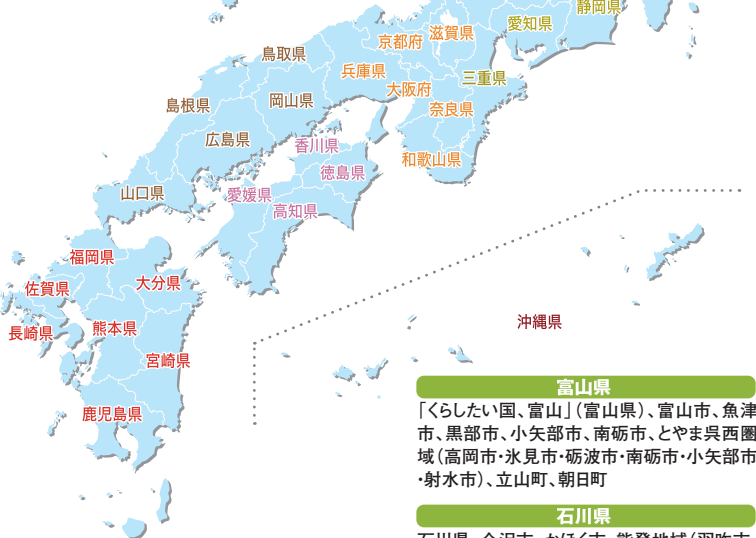 静岡県
愛知県
滋賀県
京都府
鳥取県
兵庫県
三重県
大阪府
岡山県
島根県
奈良県
広島県
香川県
和歌山県
徳島県
山口県
愛媛県
高知県
福岡県
大分県
佐賀県
沖縄県
熊本県
長崎県
宮崎県
鹿児島県
富山県
「くらしたい国、富山」（富山県）、富山市、魚津
市、黒部市、小矢部市、南砺市、とやま呉西圏
域（高岡市・氷見市・砺波市・南砺市・小矢部市
・射水市）、立山町、朝日町
石川県